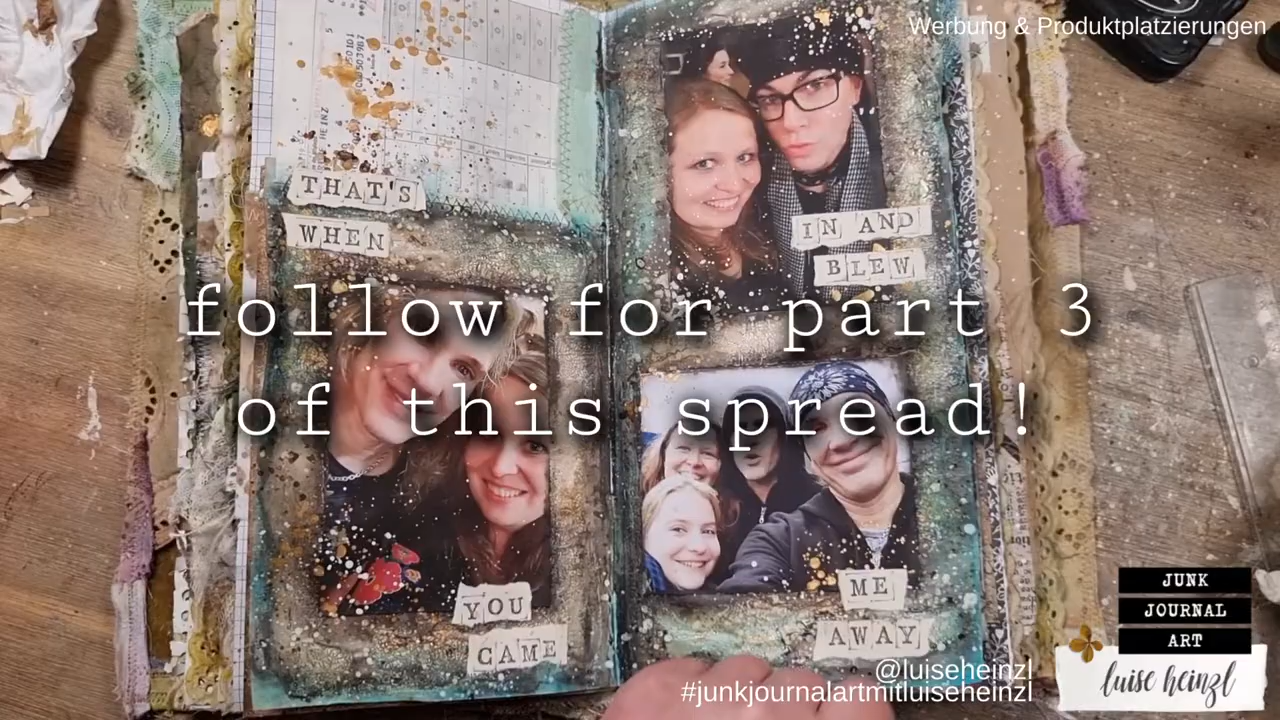 Werbung & Produktplatzierungen
THAT'S
WHEN
IN AND
BLEW
follow for part 3
of this spread!
YOU
CAME
ME
AWAY
@luiseheinzl
#junkjournalartmitluiseheinzl
JUNK
JOURNAL
ART
luise heinzl